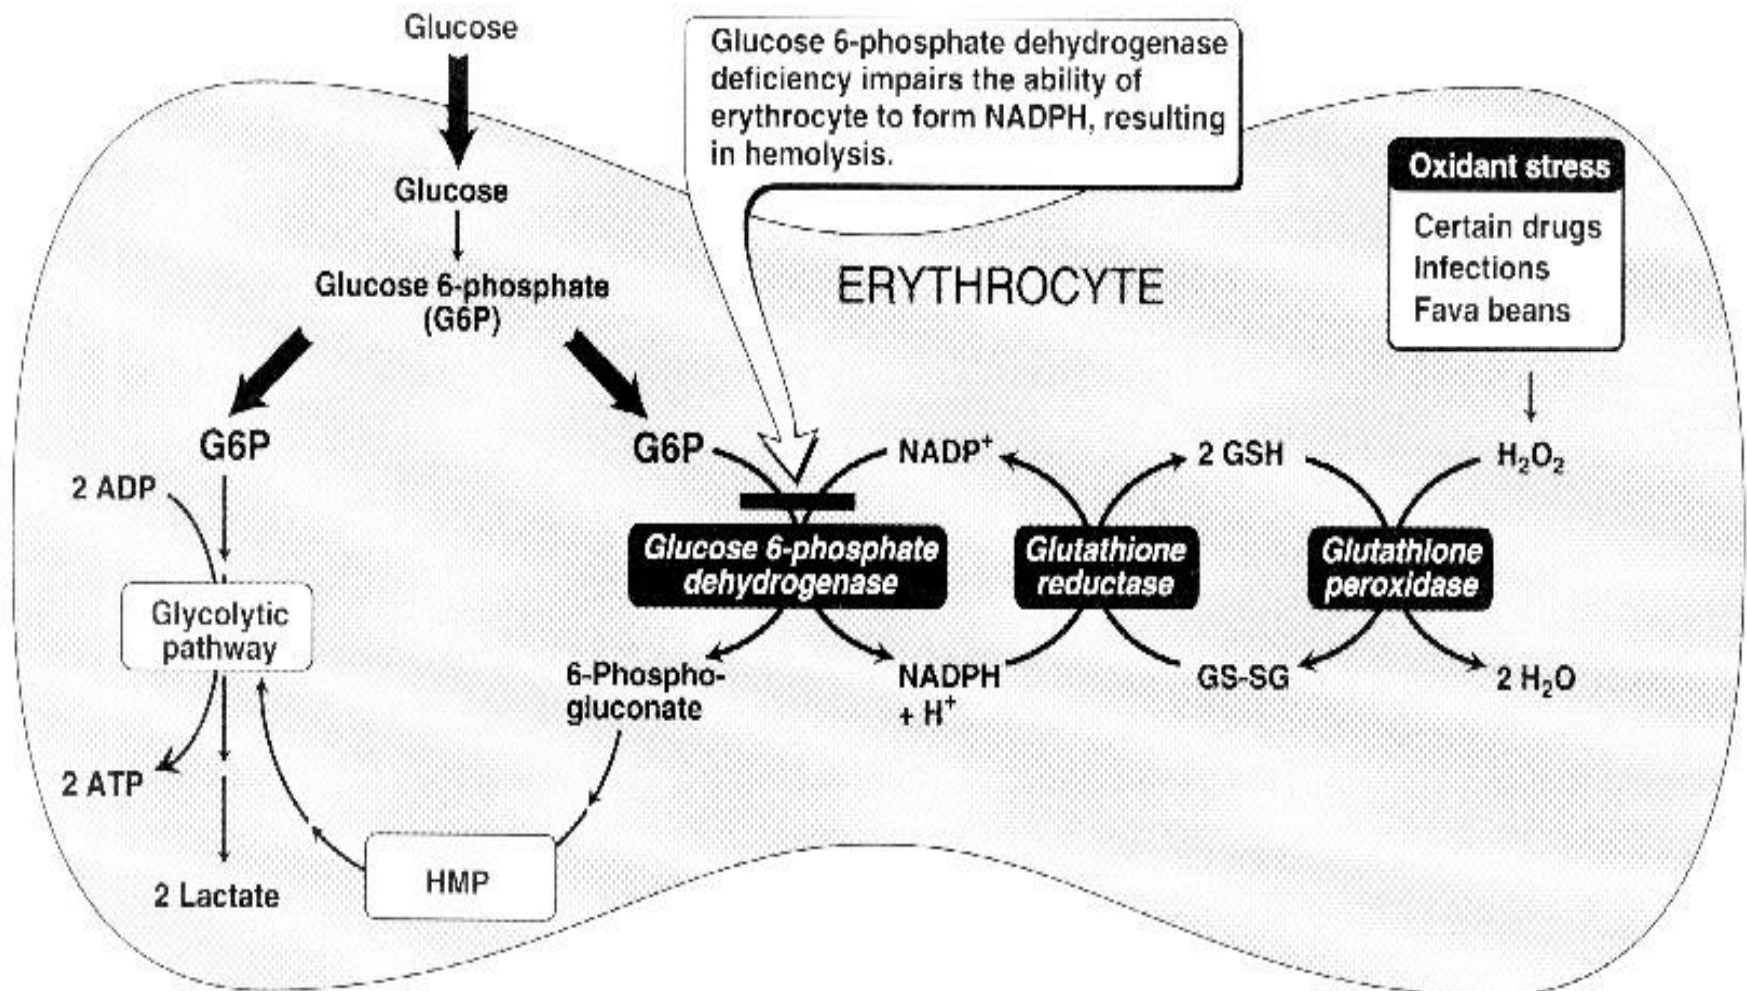 Glucose
Glucose 6-phosphate dehydrogenase
deficiency impairs the ability of
erythrocyte to form NADPH, resulting
in hemolysis.
Oxidant stress
Certain drugs
Infections
Fava beans
Glucose
Glucose 6-phosphate
(G6P)
ERYTHROCYTE
G6P
G6P
NADP⁺
2 GSH
H₂O₂
2 ADP
Glucose 6-phosphate
dehydrogenase
Glutathione
reductase
Glutathione
peroxidase
Glycolytic
pathway
6-Phospho-
gluconate
NADPH
+ H⁺
GS-SG
2 H₂O
2 ATP
HMP
2 Lactate